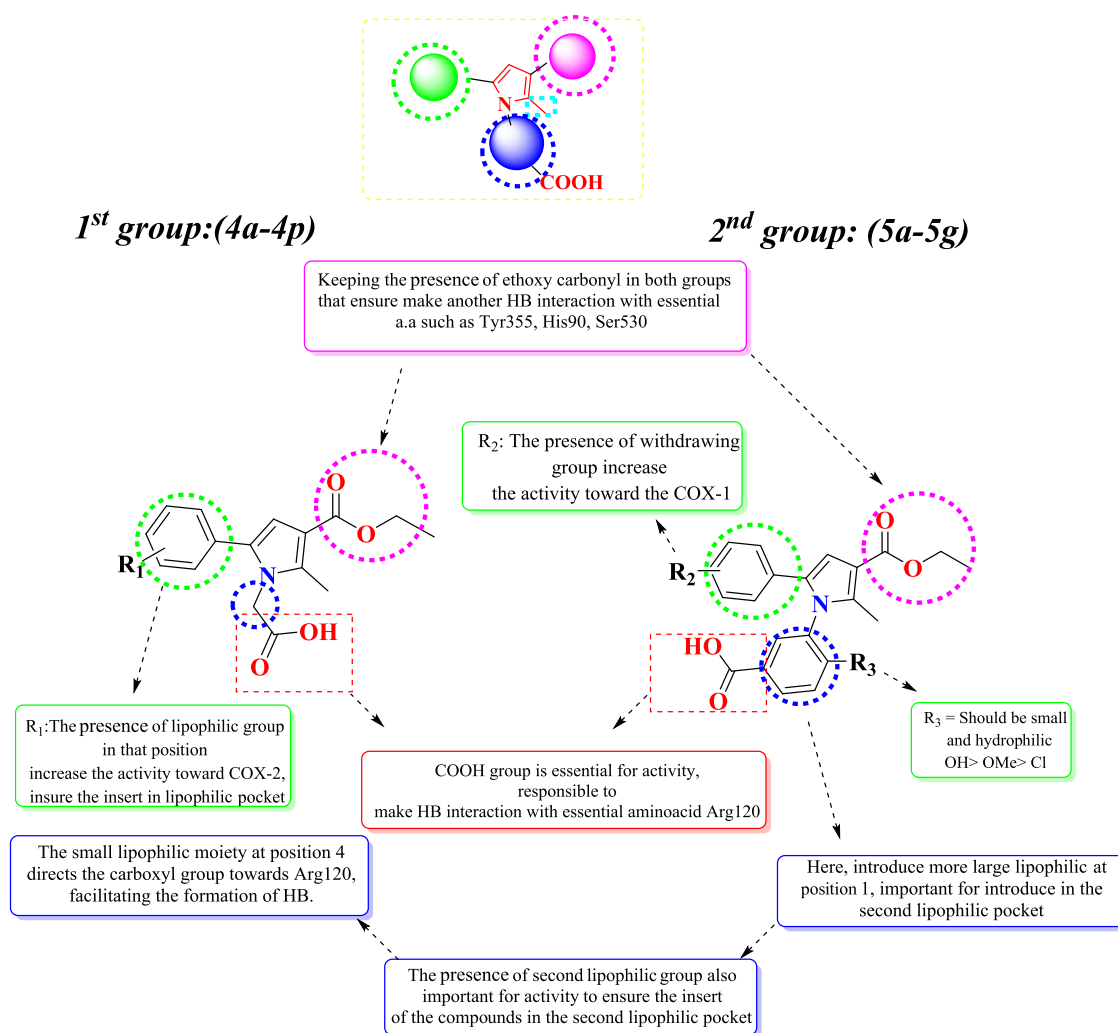 N
COOH
1st group:(4a-4p)
2nd group: (5a-5g)
Keeping the presence of ethoxy carbonyl in both groups
that ensure make another HB interaction with essential
a.a such as Tyr355, His90, Ser530
R2: The presence of withdrawing
group increase
the activity toward the COX-1
O
O
R1
N
OH
O
O
O
R2
N
HO
O
R3
R1:The presence of lipophilic group
in that position
increase the activity toward COX-2,
insure the insert in lipophilic pocket
R3 = Should be small
and hydrophilic
OH> OMe> Cl
COOH group is essential for activity,
responsible to
make HB interaction with essential aminoacid Arg120
The small lipophilic moiety at position 4
directs the carboxyl group towards Arg120,
facilitating the formation of HB.
Here, introduce more large lipophilic at
position 1, important for introduce in the
second lipophilic pocket
The presence of second lipophilic group also
important for activity to ensure the insert
of the compounds in the second lipophilic pocket